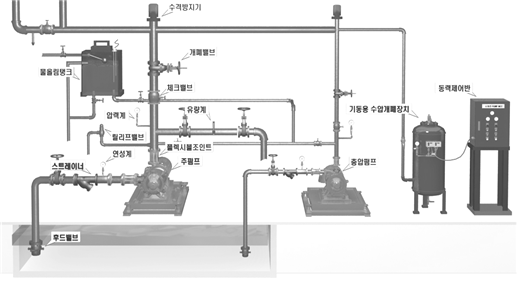 수격방지기
개폐밸브
물올림탱크
체크밸브
동력제어반
압력계
유량계
기동용 수압개폐장치
릴리프밸브
플렉시블조인트
스트레이너
연성계
주펌프
충압펌프
후드밸브